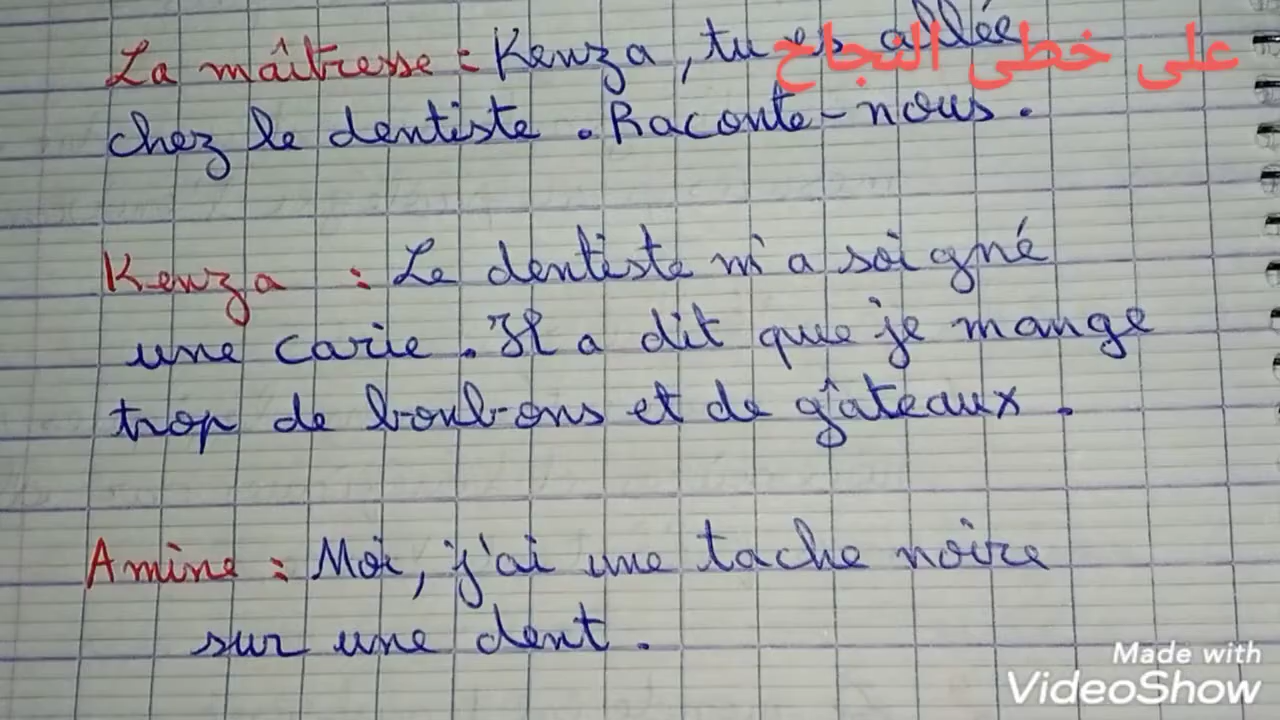 La maîtresse : Kenza, tu es allée
على خطى النجاح
chez le dentiste. Raconte-nous.
Kenza : Le dentiste m'a soigné
une carie. Il a dit que je mange
trop de bonbons et de gâteaux.
Amine : Moi, j'ai une tache noire
sur une dent.
Made with
VideoShow